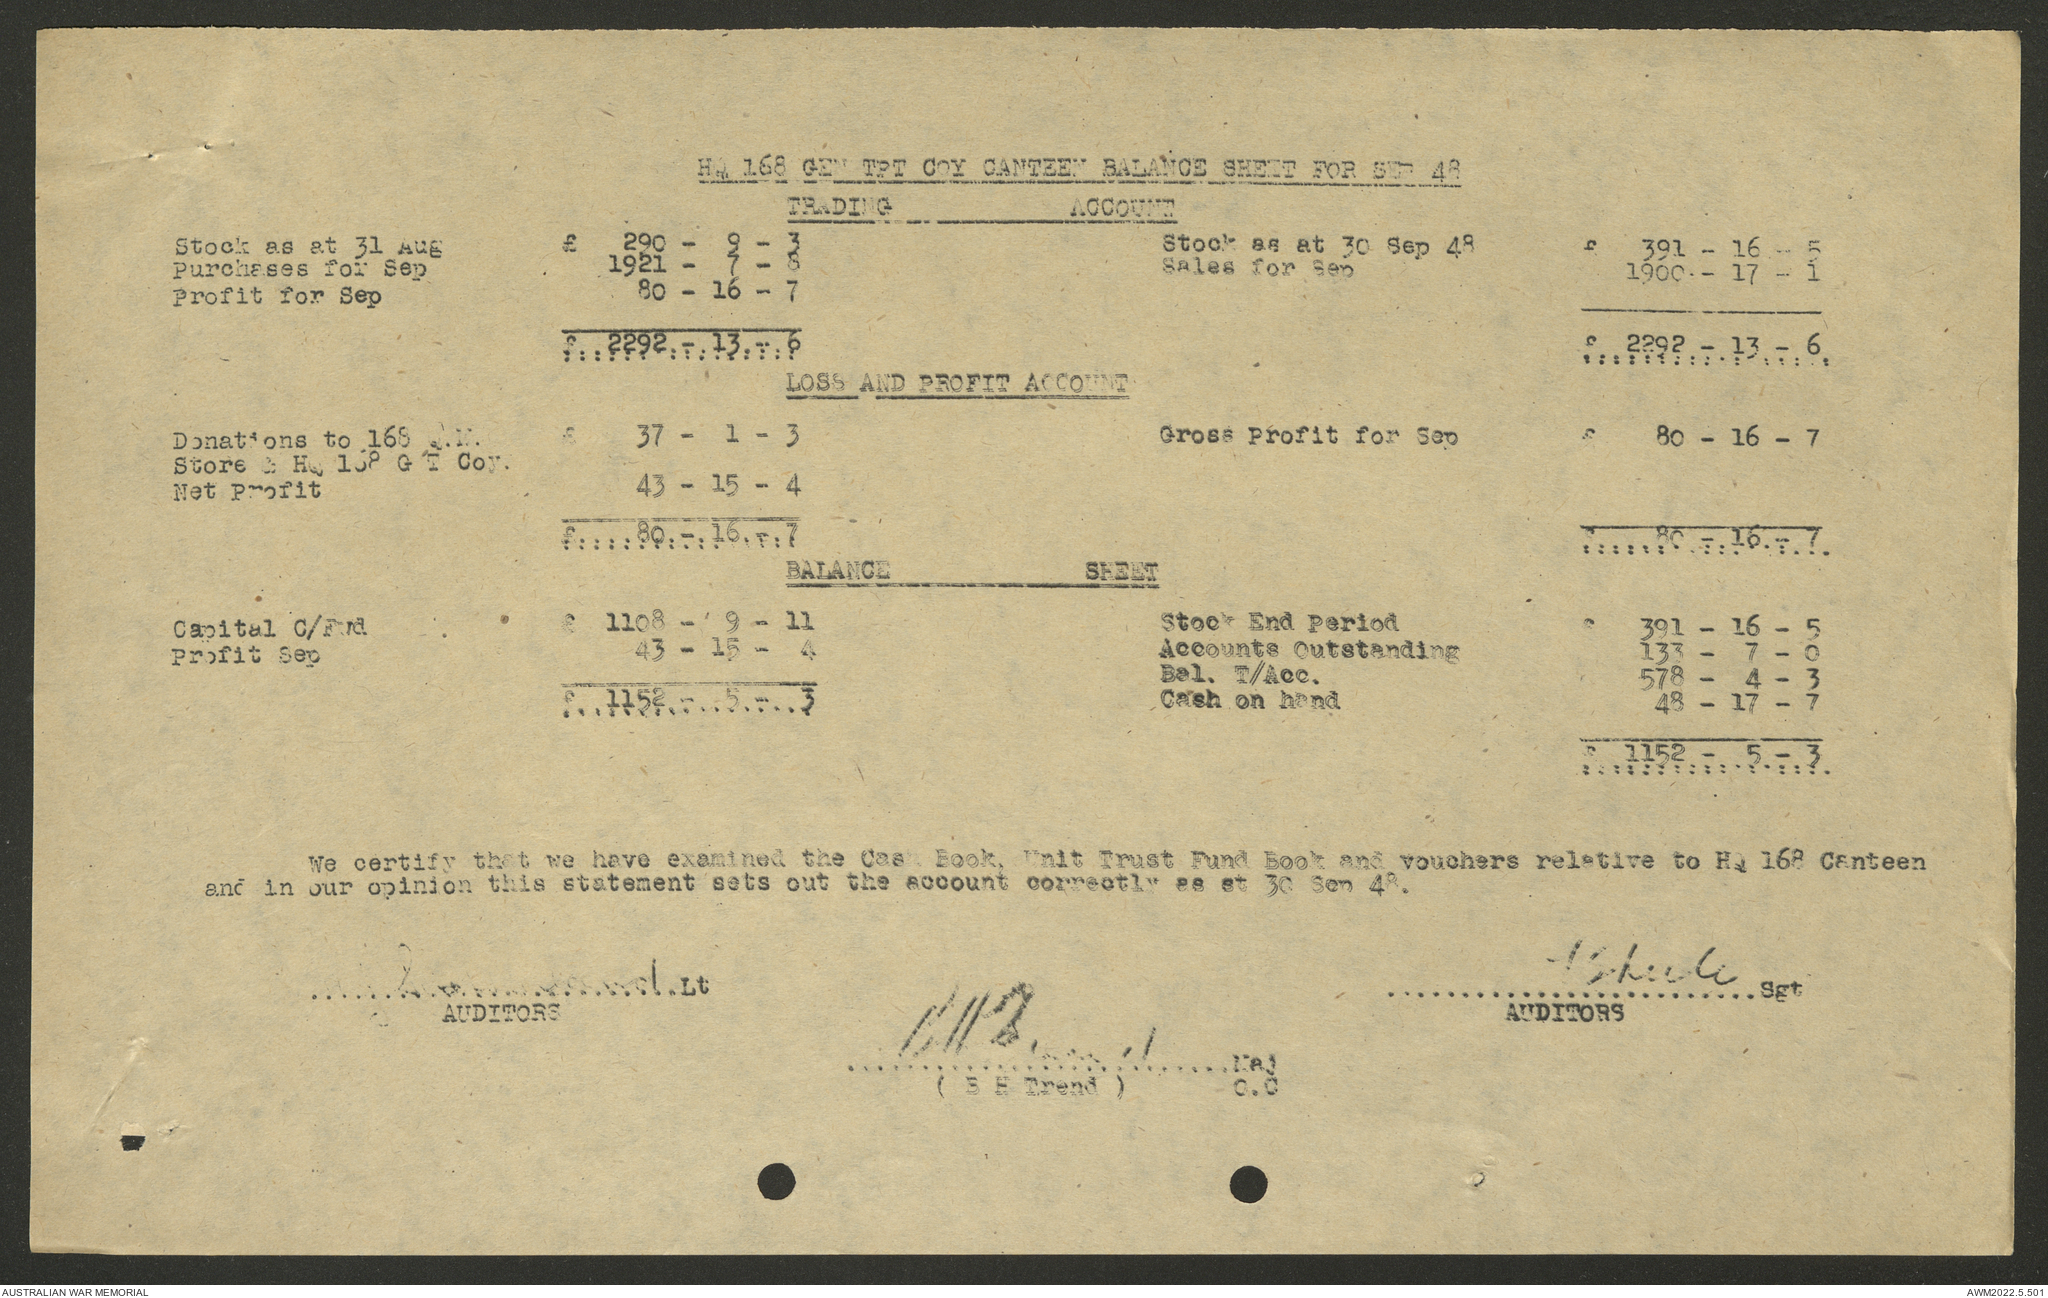 HQ 168 GEN TPT COY CANTEEN BALANCE SHEET FOR SEP 48
TRADING ACCOUNT
Stock as at 31 Aug £ 290 - 9 - 3 Stock as at 30 Sep 48 £ 391 - 16 - 5
Purchases for Sep 1921 - 7 - 8 Sales for Sep 1900 - 17 - 1
Profit for Sep 80 - 16 - 7
£ 2292 - 13 - 6 £ 2292 - 13 - 6
LOSS AND PROFIT ACCOUNT
Donations to 168 Q.M. £ 37 - 1 - 3 Gross Profit for Sep £ 80 - 16 - 7
Store & HQ 168 G T Coy.
Net Profit 43 - 15 - 4
£ 80 - 16 - 7 £ 80 - 16 - 7
BALANCE SHEET
Capital C/Fwd £ 1108 - 9 - 11 Stock End Period £ 391 - 16 - 5
Profit Sep 43 - 15 - 4 Accounts Outstanding 133 - 7 - 0
Bal. T/Acc. 578 - 4 - 3
£ 1152 - 5 - 3 Cash on hand 48 - 17 - 7
£ 1152 - 5 - 3
We certify that we have examined the Cash Book, Unit Trust Fund Book and vouchers relative to HQ 168 Canteen
and in our opinion this statement sets out the account correctly as at 30 Sep 48.
Lt Sgt
AUDITORS AUDITORS
Maj
( B H Trend ) O.C
AUSTRALIAN WAR MEMORIAL AWM2022.5.501